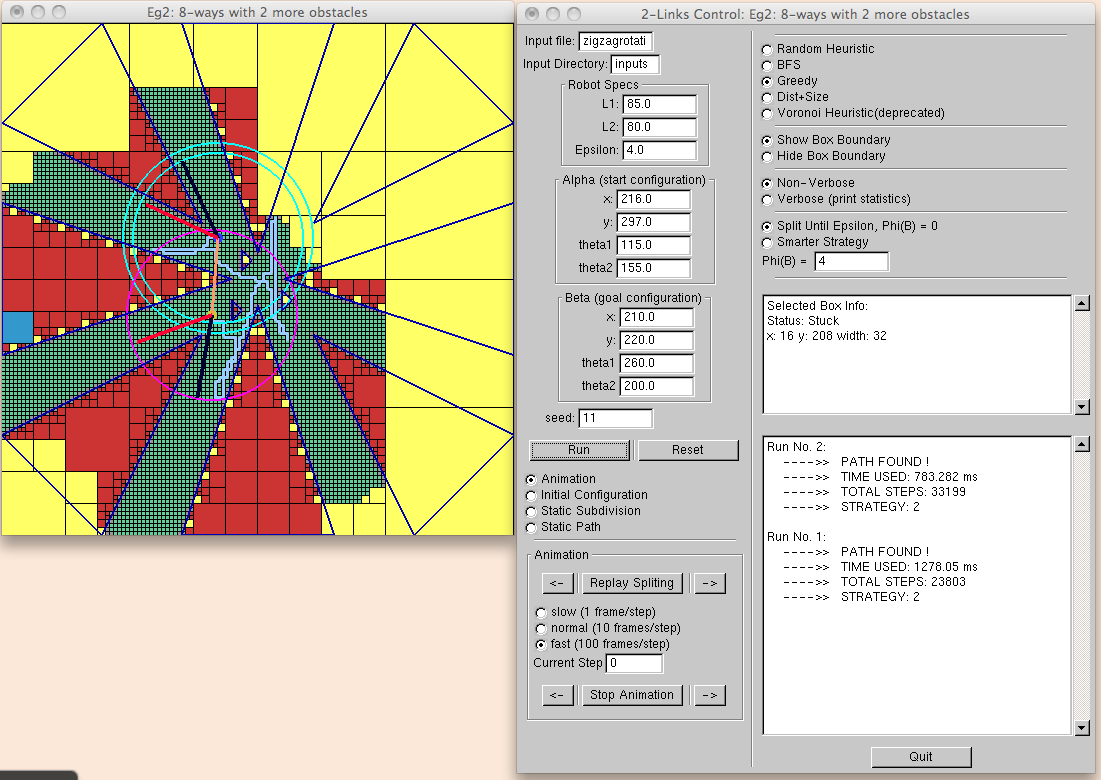 Eg2: 8-ways with 2 more obstacles
2-Links Control: Eg2: 8-ways with 2 more obstacles
Input file: zigzagrotati
Input Directory: inputs
Robot Specs
L1: 85.0
L2: 80.0
Epsilon: 4.0
Alpha (start configuration)
x: 216.0
y: 297.0
theta1 115.0
theta2 155.0
Beta (goal configuration)
x: 210.0
y: 220.0
theta1 260.0
theta2 200.0
seed: 11
Run Reset
Animation
Initial Configuration
Static Subdivision
Static Path
Animation
<- Replay Spliting ->
slow (1 frame/step)
normal (10 frames/step)
fast (100 frames/step)
Current Step 0
<- Stop Animation ->
Random Heuristic
BFS
Greedy
Dist+Size
Voronoi Heuristic(deprecated)
Show Box Boundary
Hide Box Boundary
Non-Verbose
Verbose (print statistics)
Split Until Epsilon, Phi(B) = 0
Smarter Strategy
Phi(B) = 4
Selected Box Info:
Status: Stuck
x: 16 y: 208 width: 32
Run No. 2:
---->> PATH FOUND !
---->> TIME USED: 783.282 ms
---->> TOTAL STEPS: 33199
---->> STRATEGY: 2
Run No. 1:
---->> PATH FOUND !
---->> TIME USED: 1278.05 ms
---->> TOTAL STEPS: 23803
---->> STRATEGY: 2
Quit